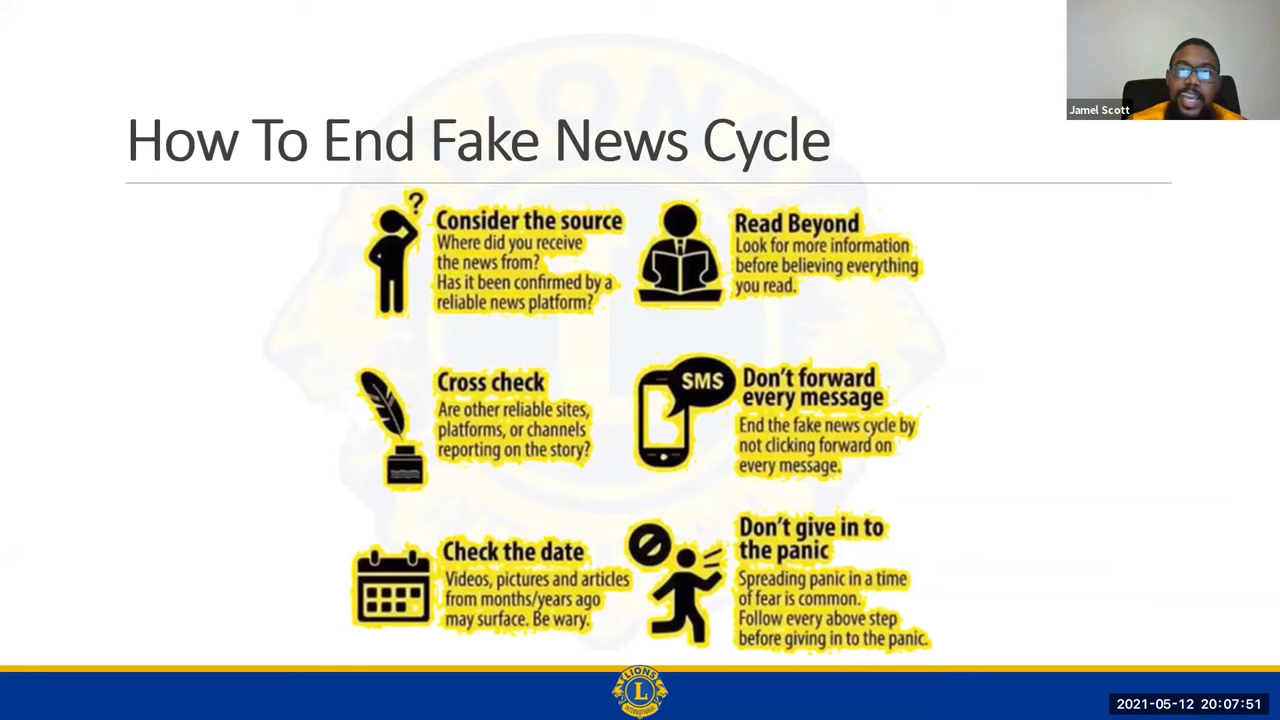 Jamel Scott
How To End Fake News Cycle
?
Consider the source
Where did you receive
the news from?
Has it been confirmed by a
reliable news platform?
Read Beyond
Look for more information
before believing everything
you read.
Cross check
Are other reliable sites,
platforms, or channels
reporting on the story?
SMS
Don't forward
every message
End the fake news cycle by
not clicking forward on
every message.
Check the date
Videos, pictures and articles
from months/years ago
may surface. Be wary.
Don't give in to
the panic
Spreading panic in a time
of fear is common.
Follow every above step
before giving in to the panic.
LIONS
L
INTERNATIONAL
2021-05-12 20:07:51